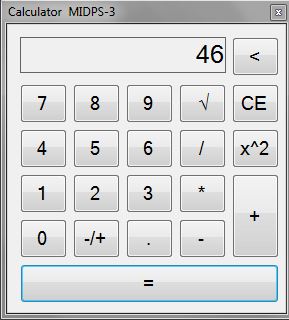 Calculator MIDPS-3
46 <
7 8 9 √ CE
4 5 6 / x^2
1 2 3 * +
0 -/+ . -
=